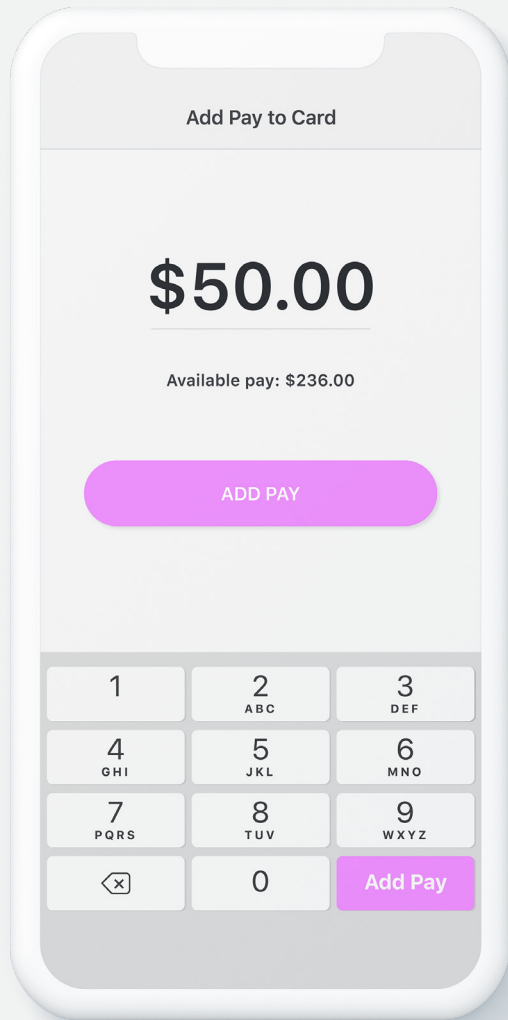 Add Pay to Card
$50.00
Available pay: $236.00
ADD PAY
1 2 3
ABC DEF
4 5 6
GHI JKL MNO
7 8 9
PQRS TUV WXYZ
0 Add Pay